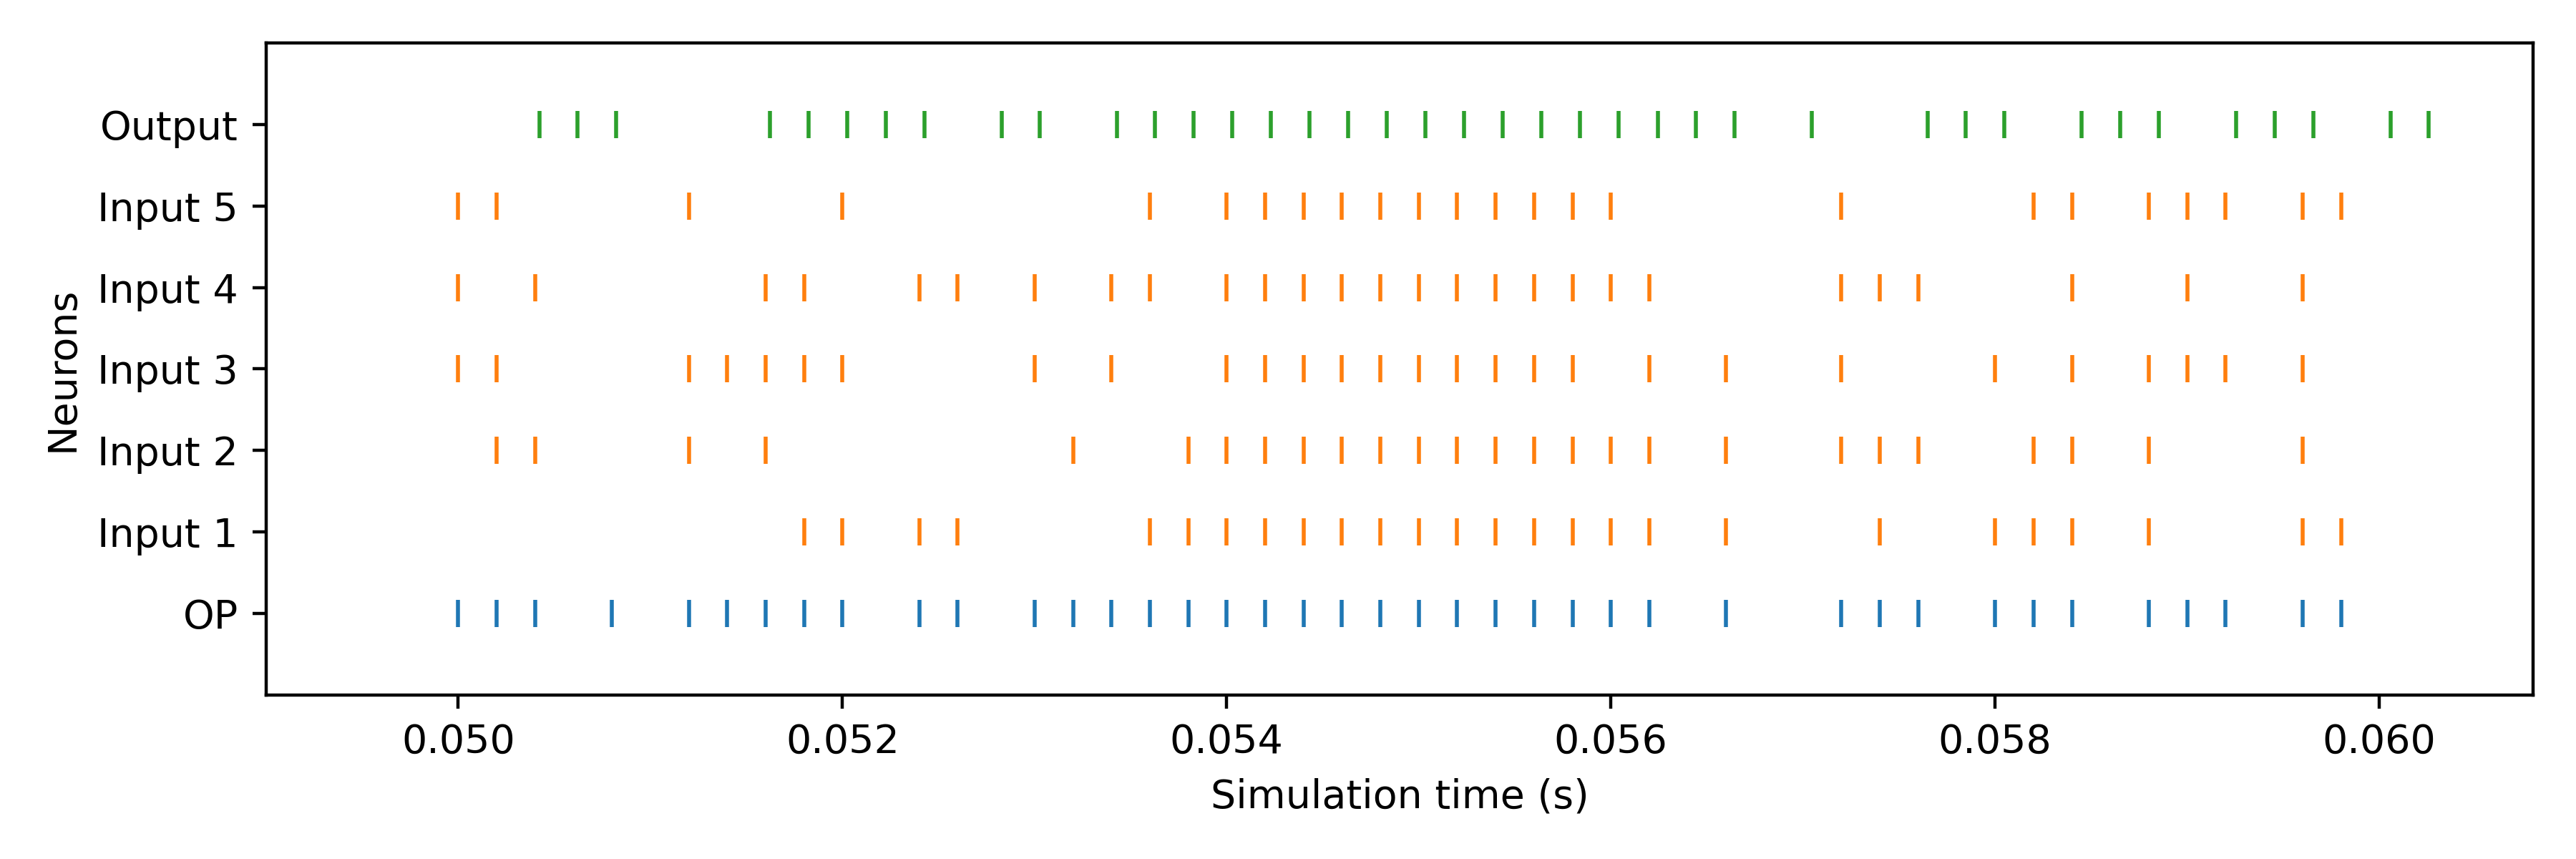 Output
Input 5
Input 4
Input 3
Input 2
Input 1
OP
Neurons
0.050 0.052 0.054 0.056 0.058 0.060
Simulation time (s)